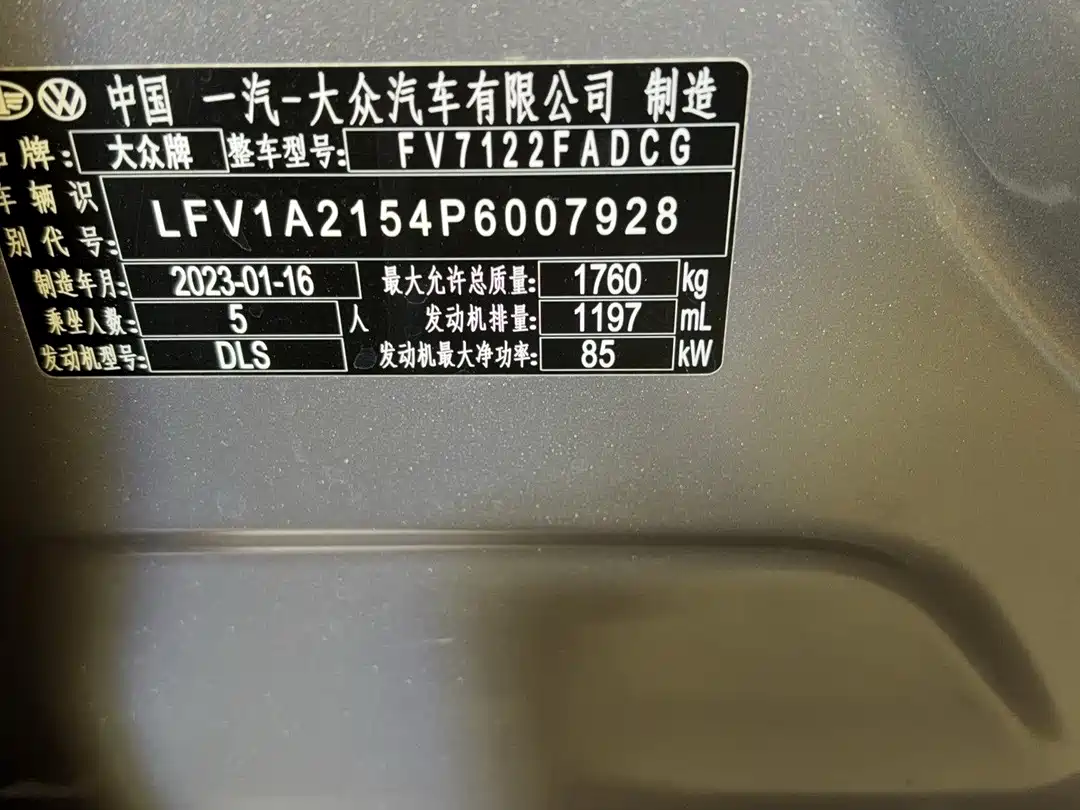 中国 一汽-大众汽车有限公司 制造
品牌: 大众牌 整车型号: FV7122FADCG
车辆识别代号: LFV1A2154P6007928
制造年月: 2023-01-16 最大允许总质量: 1760 kg
乘坐人数: 5 人 发动机排量: 1197 mL
发动机型号: DLS 发动机最大净功率: 85 kW